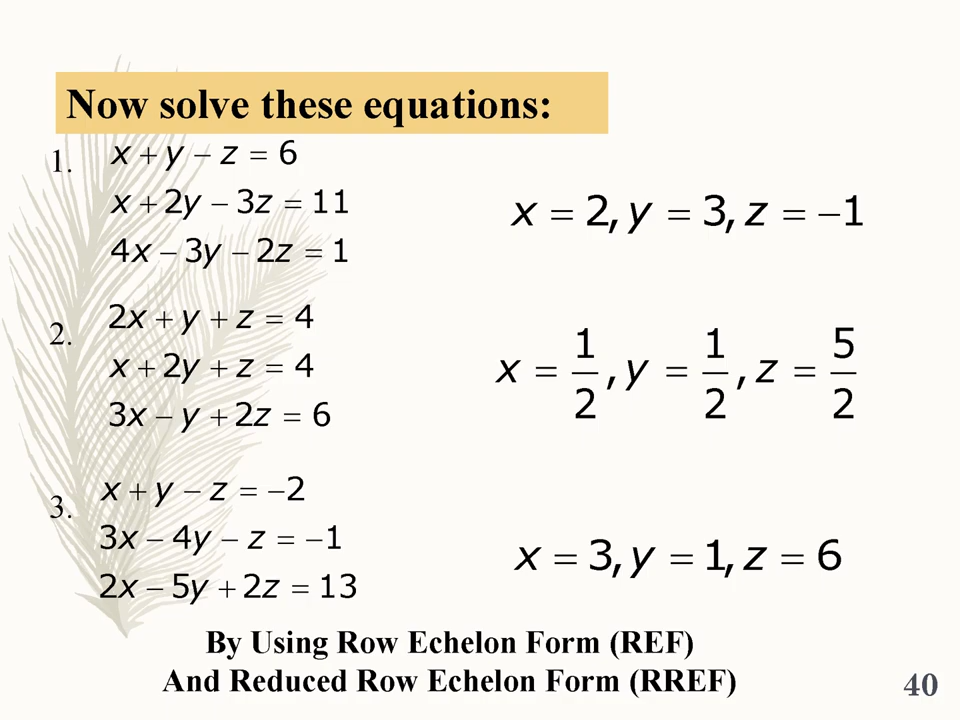 Now solve these equations:
1.
x + y − z = 6
x + 2y − 3z = 11
4x − 3y − 2z = 1
x = 2, y = 3, z = −1
2.
2x + y + z = 4
x + 2y + z = 4
3x − y + 2z = 6
x = 1/2, y = 1/2, z = 5/2
3.
x + y − z = −2
3x − 4y − z = −1
2x − 5y + 2z = 13
x = 3, y = 1, z = 6
By Using Row Echelon Form (REF)
And Reduced Row Echelon Form (RREF)
40